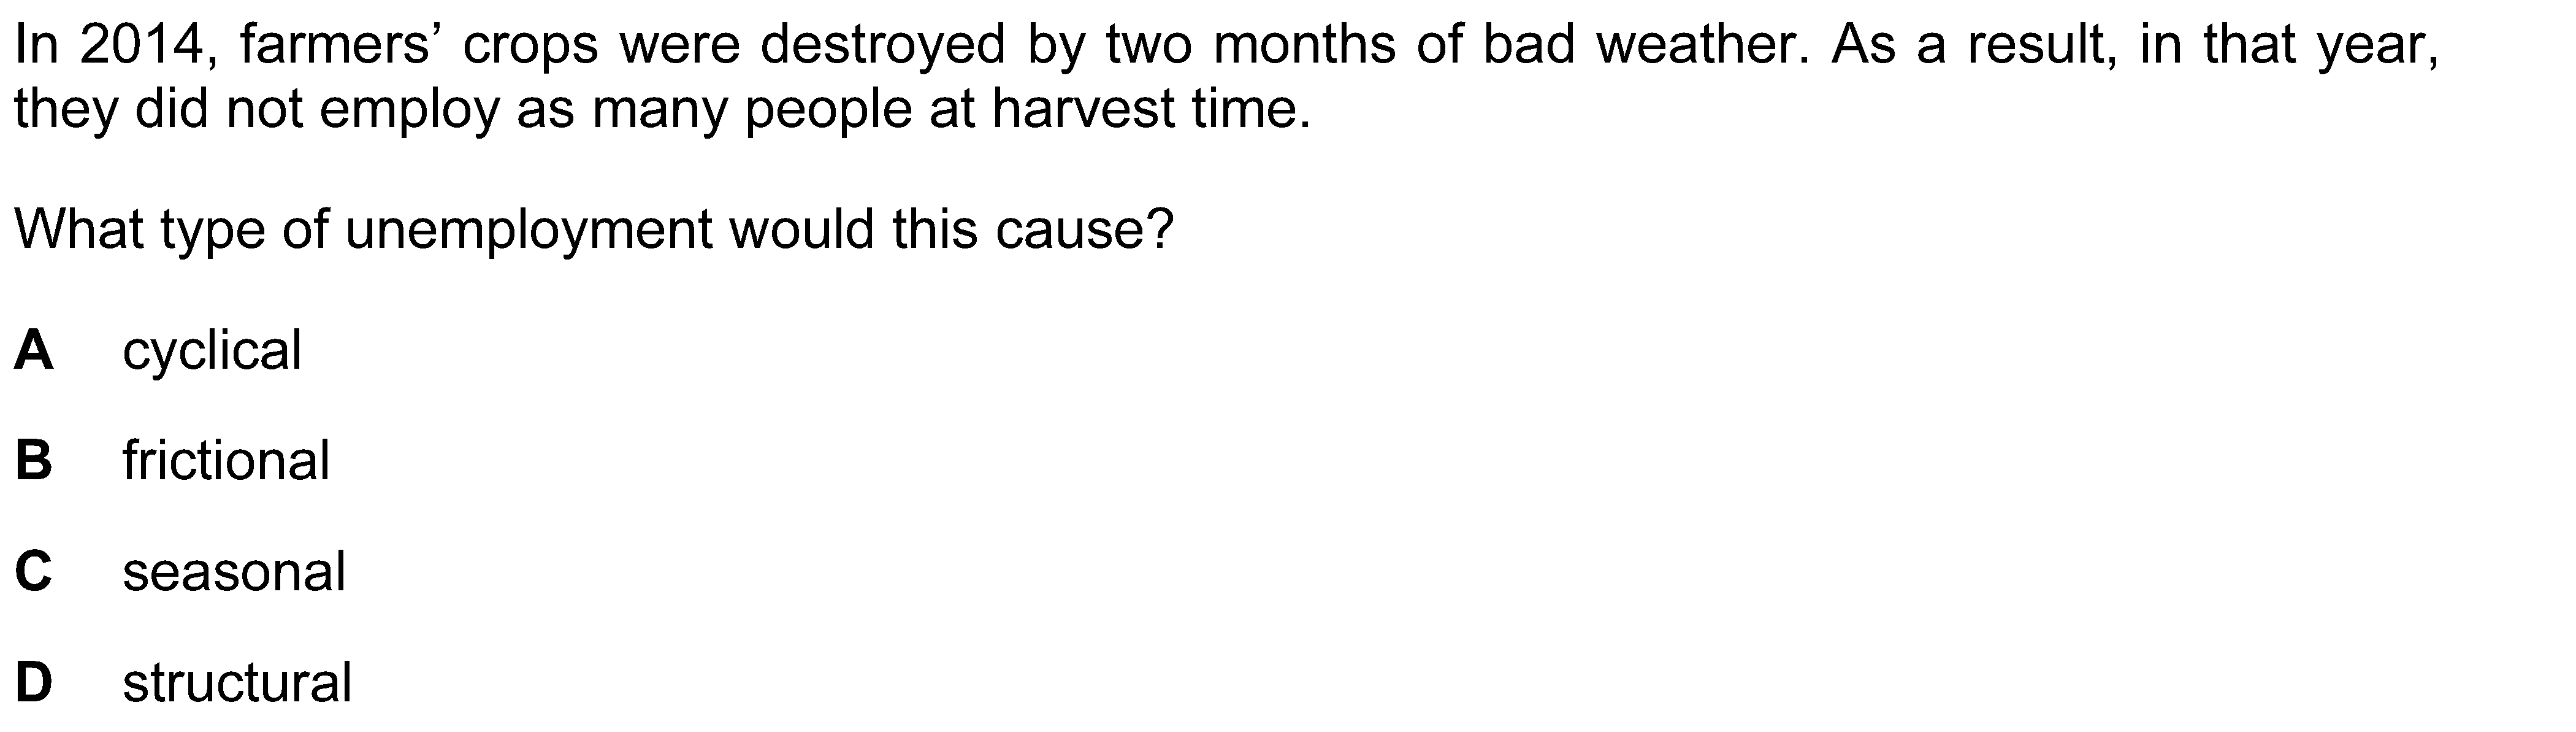 In 2014, farmers’ crops were destroyed by two months of bad weather. As a result, in that year,
they did not employ as many people at harvest time.
What type of unemployment would this cause?
A cyclical
B frictional
C seasonal
D structural